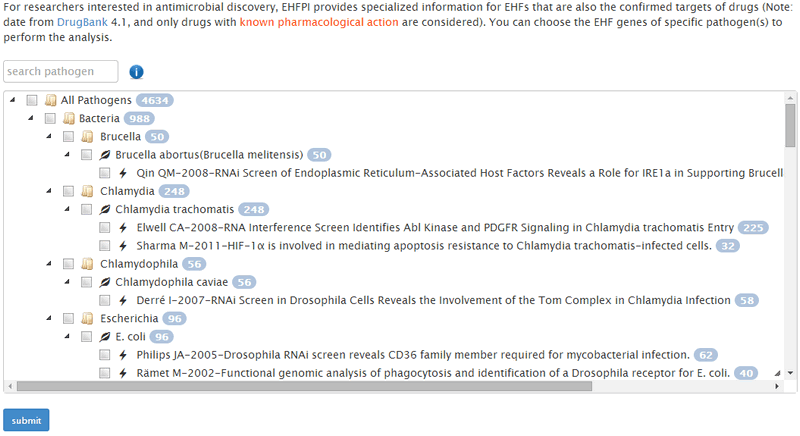 For researchers interested in antimicrobial discovery, EHFPI provides specialized information for EHFs that are also the confirmed targets of drugs (Note:
date from DrugBank 4.1, and only drugs with known pharmacological action are considered). You can choose the EHF genes of specific pathogen(s) to
perform the analysis.
search pathogen i
All Pathogens 4634
Bacteria 988
Brucella 50
Brucella abortus(Brucella melitensis) 50
Qin QM-2008-RNAi Screen of Endoplasmic Reticulum-Associated Host Factors Reveals a Role for IRE1a in Supporting Brucell
Chlamydia 248
Chlamydia trachomatis 248
Elwell CA-2008-RNA Interference Screen Identifies Abl Kinase and PDGFR Signaling in Chlamydia trachomatis Entry 225
Sharma M-2011-HIF-1α is involved in mediating apoptosis resistance to Chlamydia trachomatis-infected cells. 32
Chlamydophila 56
Chlamydophila caviae 56
Derré I-2007-RNAi Screen in Drosophila Cells Reveals the Involvement of the Tom Complex in Chlamydia Infection 58
Escherichia 96
E. coli 96
Philips JA-2005-Drosophila RNAi screen reveals CD36 family member required for mycobacterial infection. 62
Rämet M-2002-Functional genomic analysis of phagocytosis and identification of a Drosophila receptor for E. coli. 40
submit